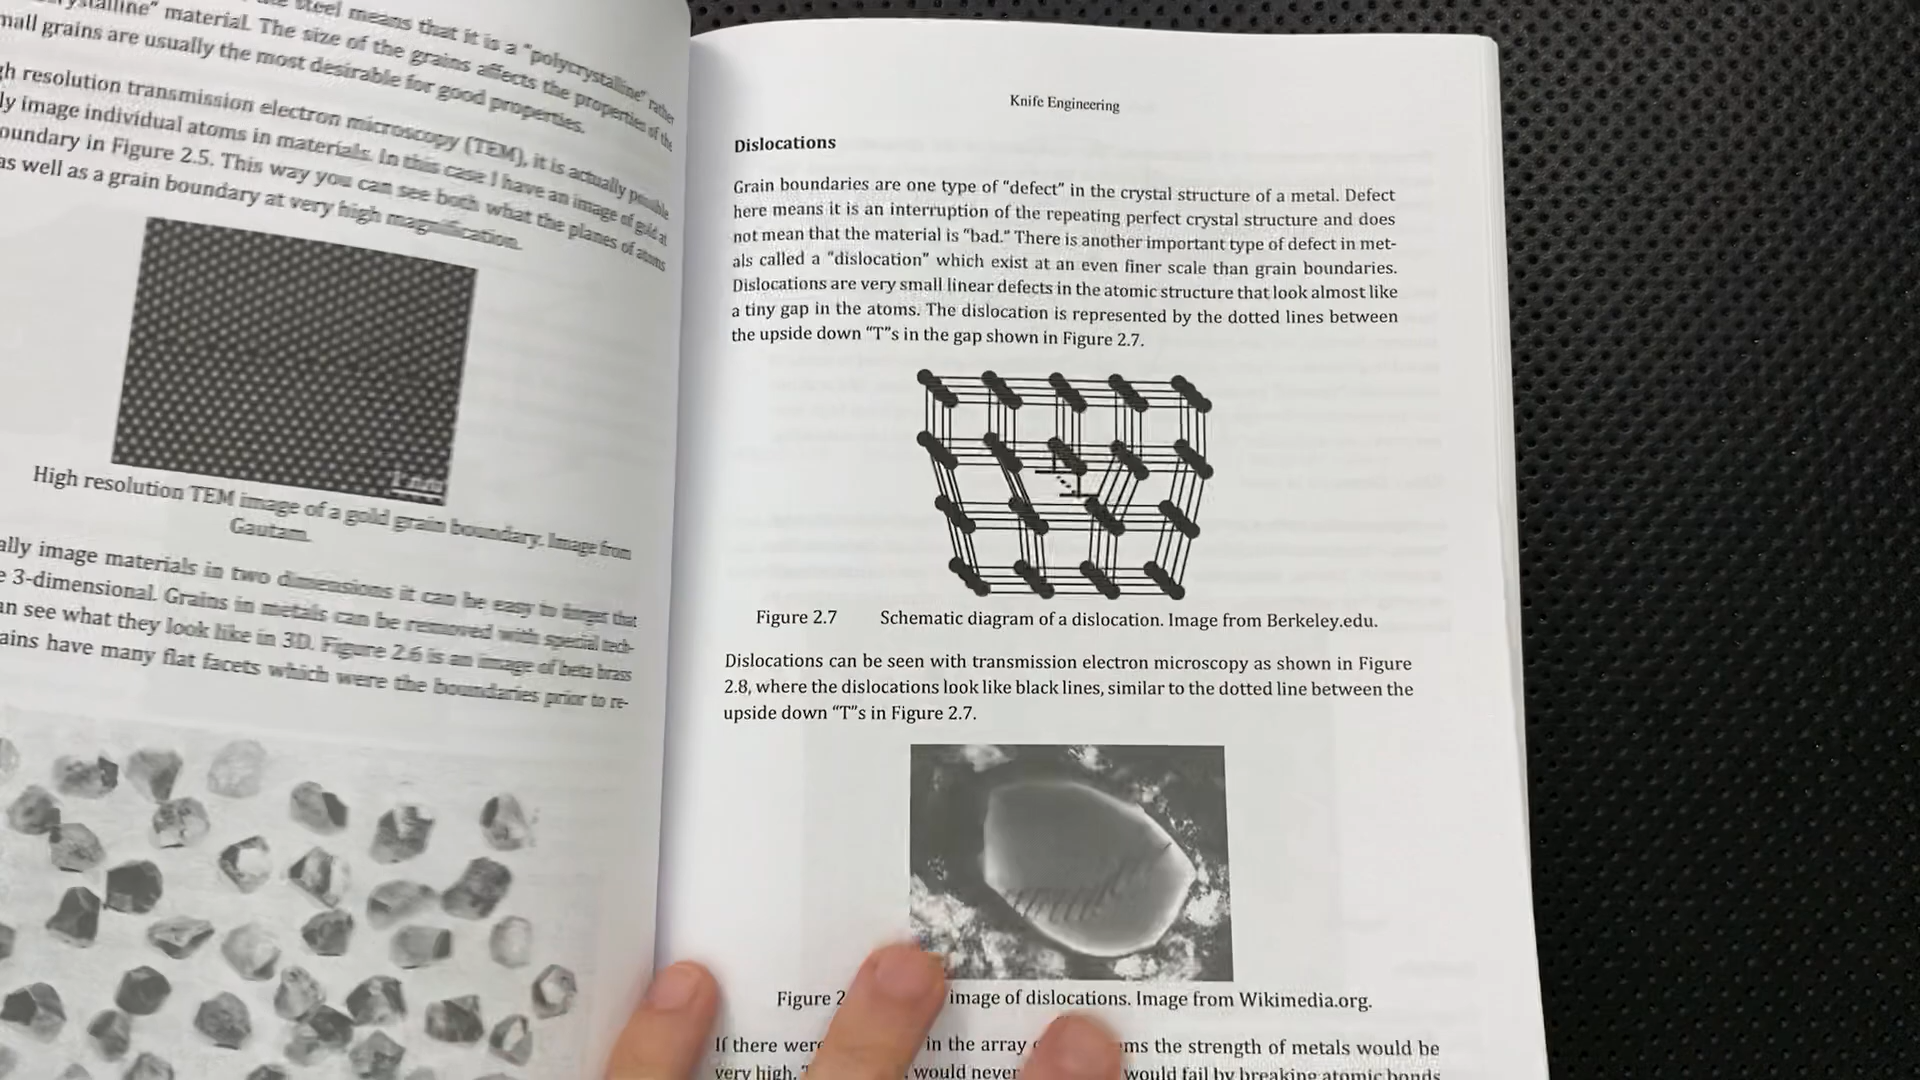 steel means that it is a “polycrystalline” rather
crystalline” material. The size of the grains affects the properties of the
mall grains are usually the most desirable for good properties.
gh resolution transmission electron microscopy (TEM), it is actually possible
ly image individual atoms in materials. In this case I have an image of gold at
oundary in Figure 2.5. This way you can see both what the planes of atoms
as well as a grain boundary at very high magnification.
High resolution TEM image of a gold grain boundary. Image from
Gautam.
ally image materials in two dimensions it can be easy to forget that
e 3-dimensional. Grains in metals can be removed with special tech-
an see what they look like in 3D. Figure 2.6 is an image of beta brass
ains have many flat facets which were the boundaries prior to re-
Knife Engineering
Dislocations
Grain boundaries are one type of “defect” in the crystal structure of a metal. Defect
here means it is an interruption of the repeating perfect crystal structure and does
not mean that the material is “bad.” There is another important type of defect in met-
als called a “dislocation” which exist at an even finer scale than grain boundaries.
Dislocations are very small linear defects in the atomic structure that look almost like
a tiny gap in the atoms. The dislocation is represented by the dotted lines between
the upside down “T”s in the gap shown in Figure 2.7.
Figure 2.7 Schematic diagram of a dislocation. Image from Berkeley.edu.
Dislocations can be seen with transmission electron microscopy as shown in Figure
2.8, where the dislocations look like black lines, similar to the dotted line between the
upside down “T”s in Figure 2.7.
Figure 2 image of dislocations. Image from Wikimedia.org.
If there were in the array ms the strength of metals would be
very high. would never would fail by breaking atomic bonds